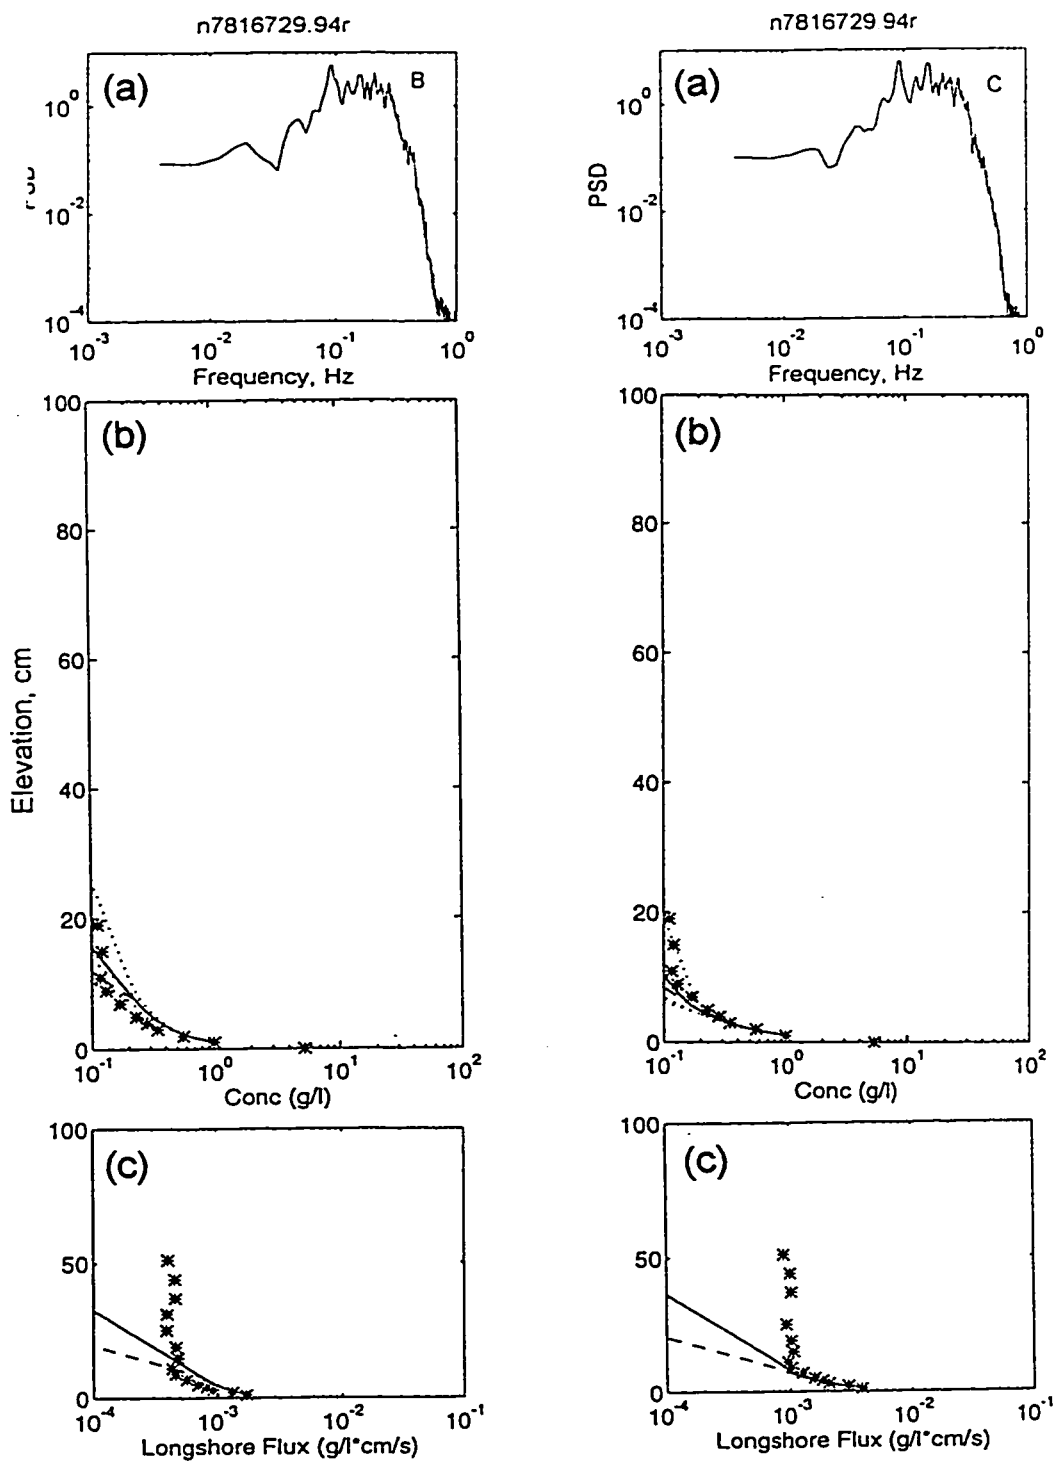 n7816729.94r
(a)
B
10^0
10^-2
10^-4
10^-3 10^-2 10^-1 10^0
Frequency, Hz
100
(b)
80
60
40
20
0
Elevation, cm
10^-1 10^0 10^1 10^2
Conc (g/l)
100
(c)
50
0
10^-4 10^-3 10^-2 10^-1
Longshore Flux (g/l*cm/s)
n7816729 94r
(a)
C
PSD
10^0
10^-2
10^-4
10^-3 10^-2 10^-1 10^0
Frequency, Hz
100
(b)
80
60
40
20
0
10^-1 10^0 10^1 10^2
Conc (g/l)
100
(c)
50
0
10^-4 10^-3 10^-2 10^-1
Longshore Flux (g/l*cm/s)